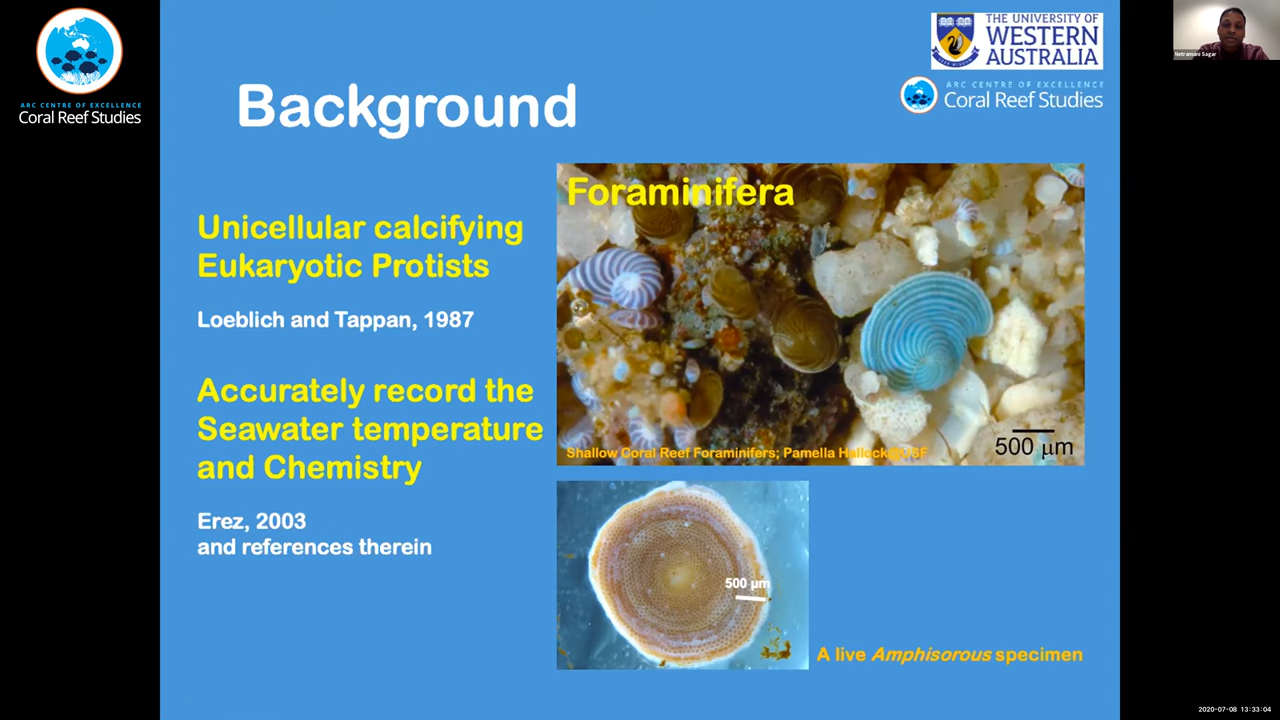 ARC CENTRE OF EXCELLENCE
Coral Reef Studies
THE UNIVERSITY OF
WESTERN
AUSTRALIA
ARC CENTRE OF EXCELLENCE
Coral Reef Studies
Netramani Sagar
Background
Foraminifera
Unicellular calcifying
Eukaryotic Protists
Loeblich and Tappan, 1987
Accurately record the
Seawater temperature
and Chemistry
Erez, 2003
and references therein
500 μm
Shallow Coral Reef Foraminifers; Pamella Hallock@USF
500 μm
A live Amphisorous specimen
2020-07-08 13:33:04